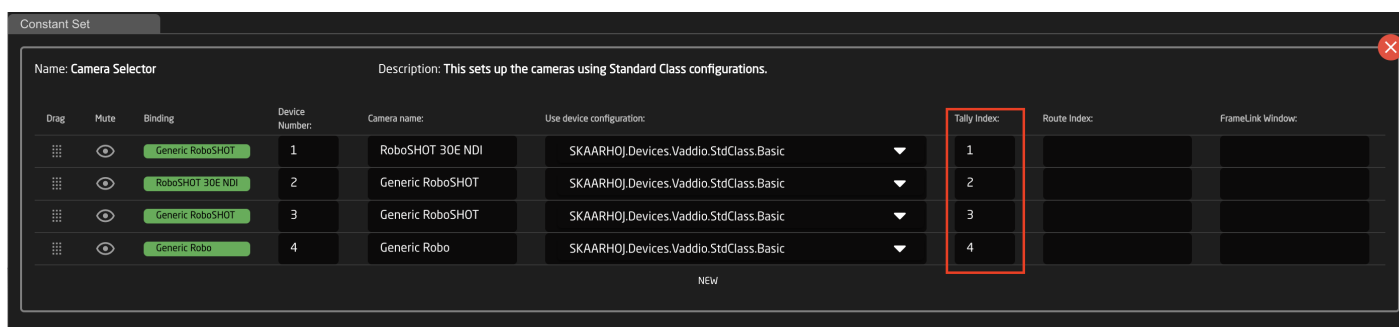 Constant Set
Name: Camera Selector Description: This sets up the cameras using Standard Class configurations.
Drag Mute Binding Device Number: Camera name: Use device configuration: Tally Index: Route Index: FrameLink Window:
Generic RoboSHOT 1 RoboSHOT 30E NDI SKAARHOJ.Devices.Vaddio.StdClass.Basic 1
RoboSHOT 30E NDI 2 Generic RoboSHOT SKAARHOJ.Devices.Vaddio.StdClass.Basic 2
Generic RoboSHOT 3 Generic RoboSHOT SKAARHOJ.Devices.Vaddio.StdClass.Basic 3
Generic Robo 4 Generic Robo SKAARHOJ.Devices.Vaddio.StdClass.Basic 4
NEW